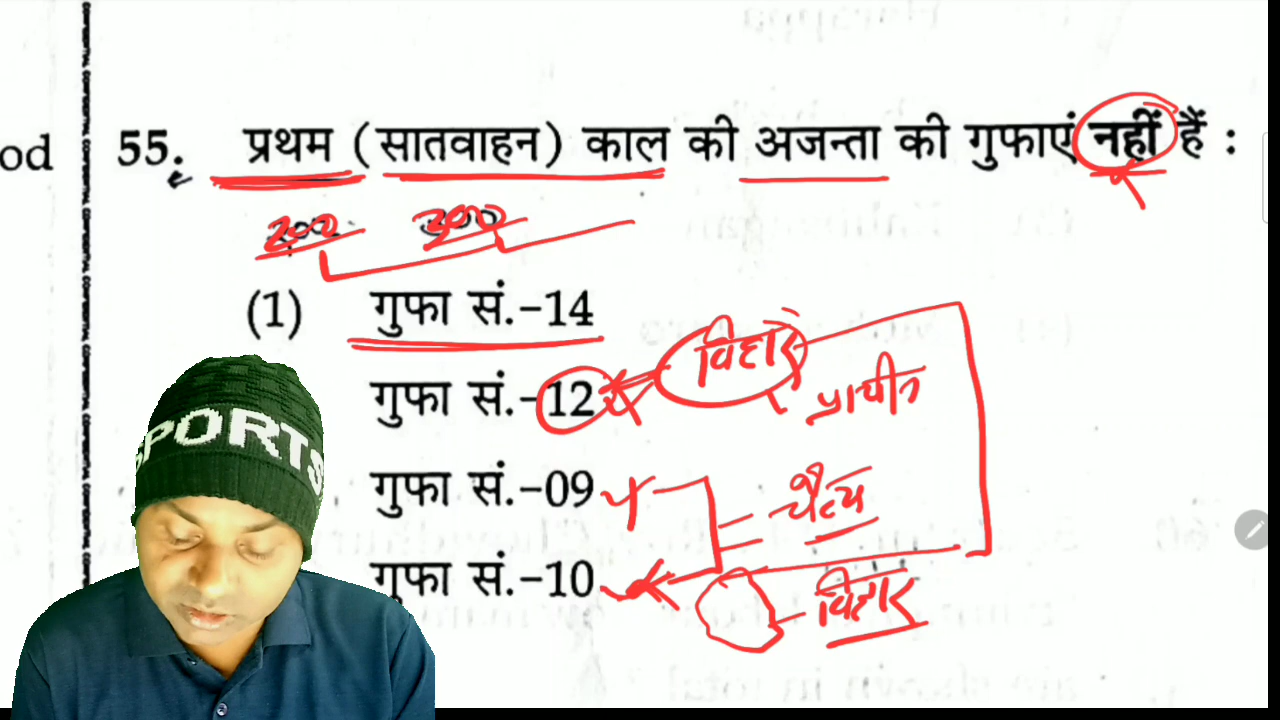 od 55. प्रथम (सातवाहन) काल की अजन्ता की गुफाएं नहीं हैं :
200 300
(1) गुफा सं.-14
विहार
गुफा सं.-12
प्राचीन
गुफा सं.-09
चैत्य
गुफा सं.-10
विहार
SPORTS